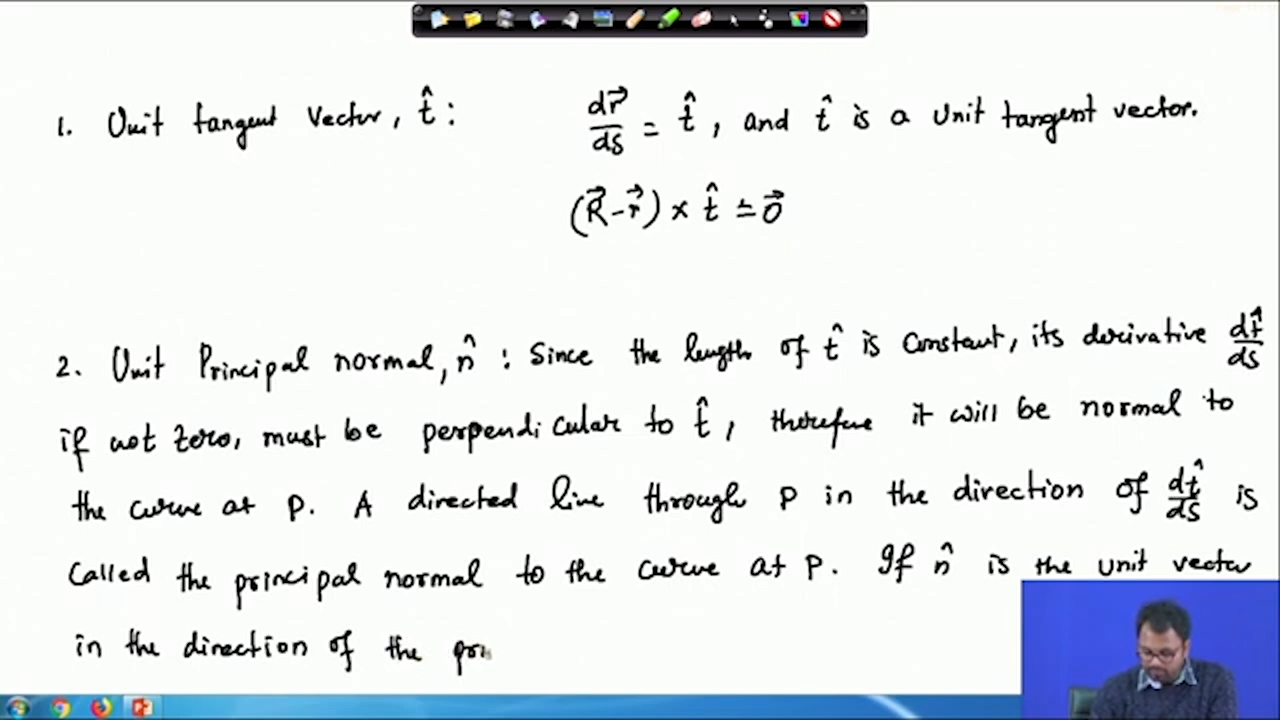 1. Unit tangent vector, t̂ : dr⃗/ds = t̂, and t̂ is a unit tangent vector.
(R⃗ - r⃗) × t̂ = 0⃗
2. Unit Principal normal, n̂ : Since the length of t̂ is constant, its derivative dt̂/ds
if not zero, must be perpendicular to t̂, therefore it will be normal to
the curve at P. A directed line through P in the direction of dt̂/ds is
called the principal normal to the curve at P. If n̂ is the unit vector
in the direction of the pri